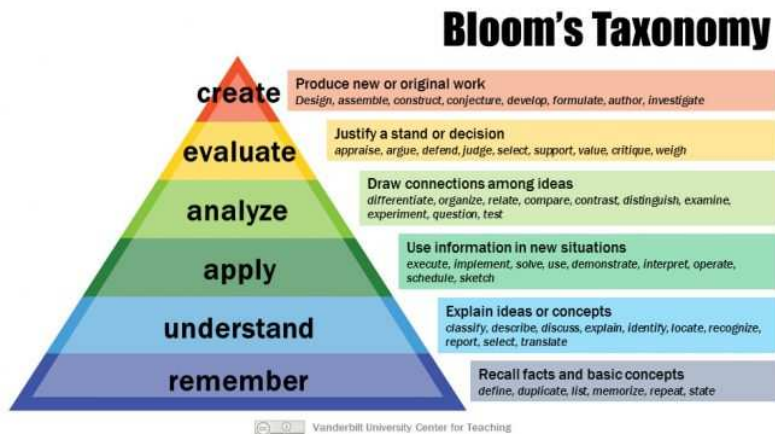 Bloom's Taxonomy
create
Produce new or original work
Design, assemble, construct, conjecture, develop, formulate, author, investigate
evaluate
Justify a stand or decision
appraise, argue, defend, judge, select, support, value, critique, weigh
analyze
Draw connections among ideas
differentiate, organize, relate, compare, contrast, distinguish, examine,
experiment, question, test
apply
Use information in new situations
execute, implement, solve, use, demonstrate, interpret, operate,
schedule, sketch
understand
Explain ideas or concepts
classify, describe, discuss, explain, identify, locate, recognize,
report, select, translate
remember
Recall facts and basic concepts
define, duplicate, list, memorize, repeat, state
Vanderbilt University Center for Teaching